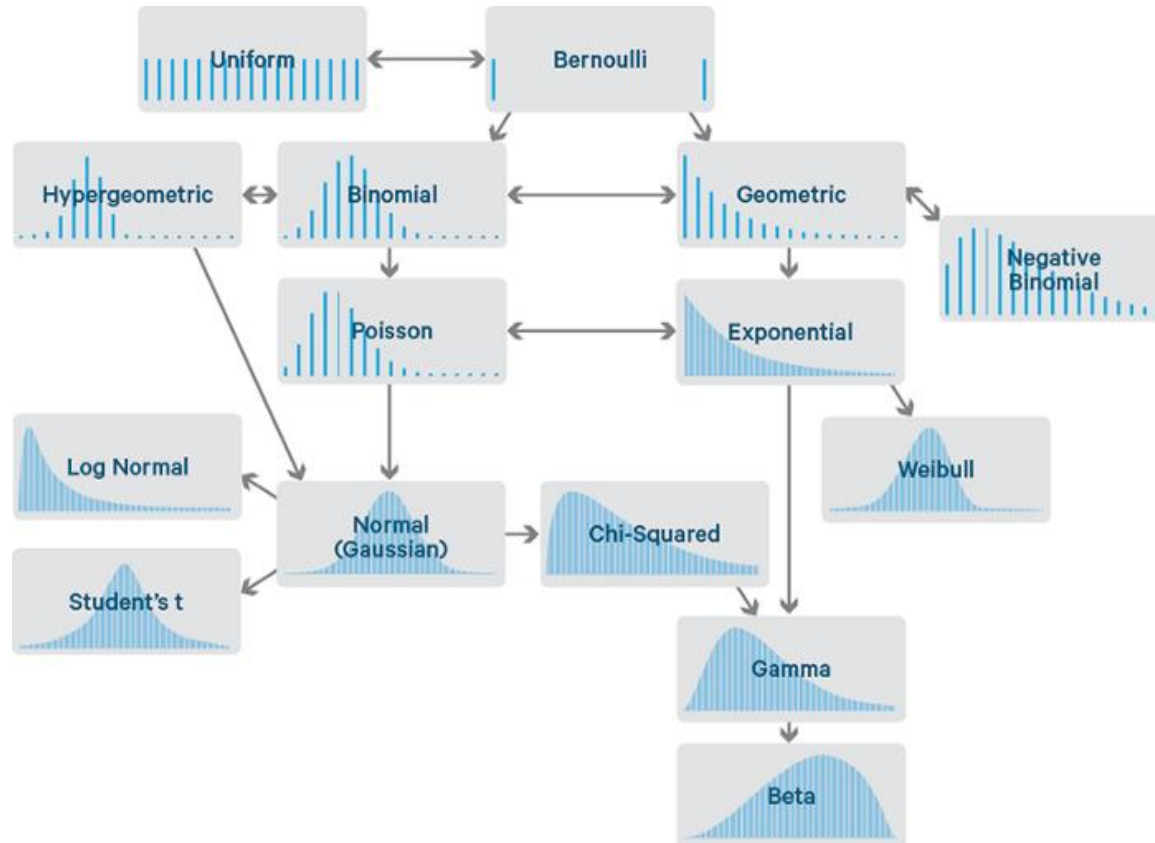 Uniform
Bernoulli
Hypergeometric
Binomial
Geometric
Negative
Binomial
Poisson
Exponential
Log Normal
Weibull
Normal
(Gaussian)
Chi-Squared
Student's t
Gamma
Beta